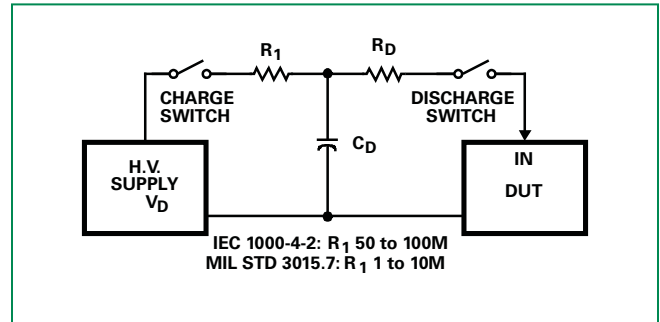 R1
RD
CHARGE
SWITCH
DISCHARGE
SWITCH
CD
H.V.
SUPPLY
VD
IN
DUT
IEC 1000-4-2: R1 50 to 100M
MIL STD 3015.7: R1 1 to 10M